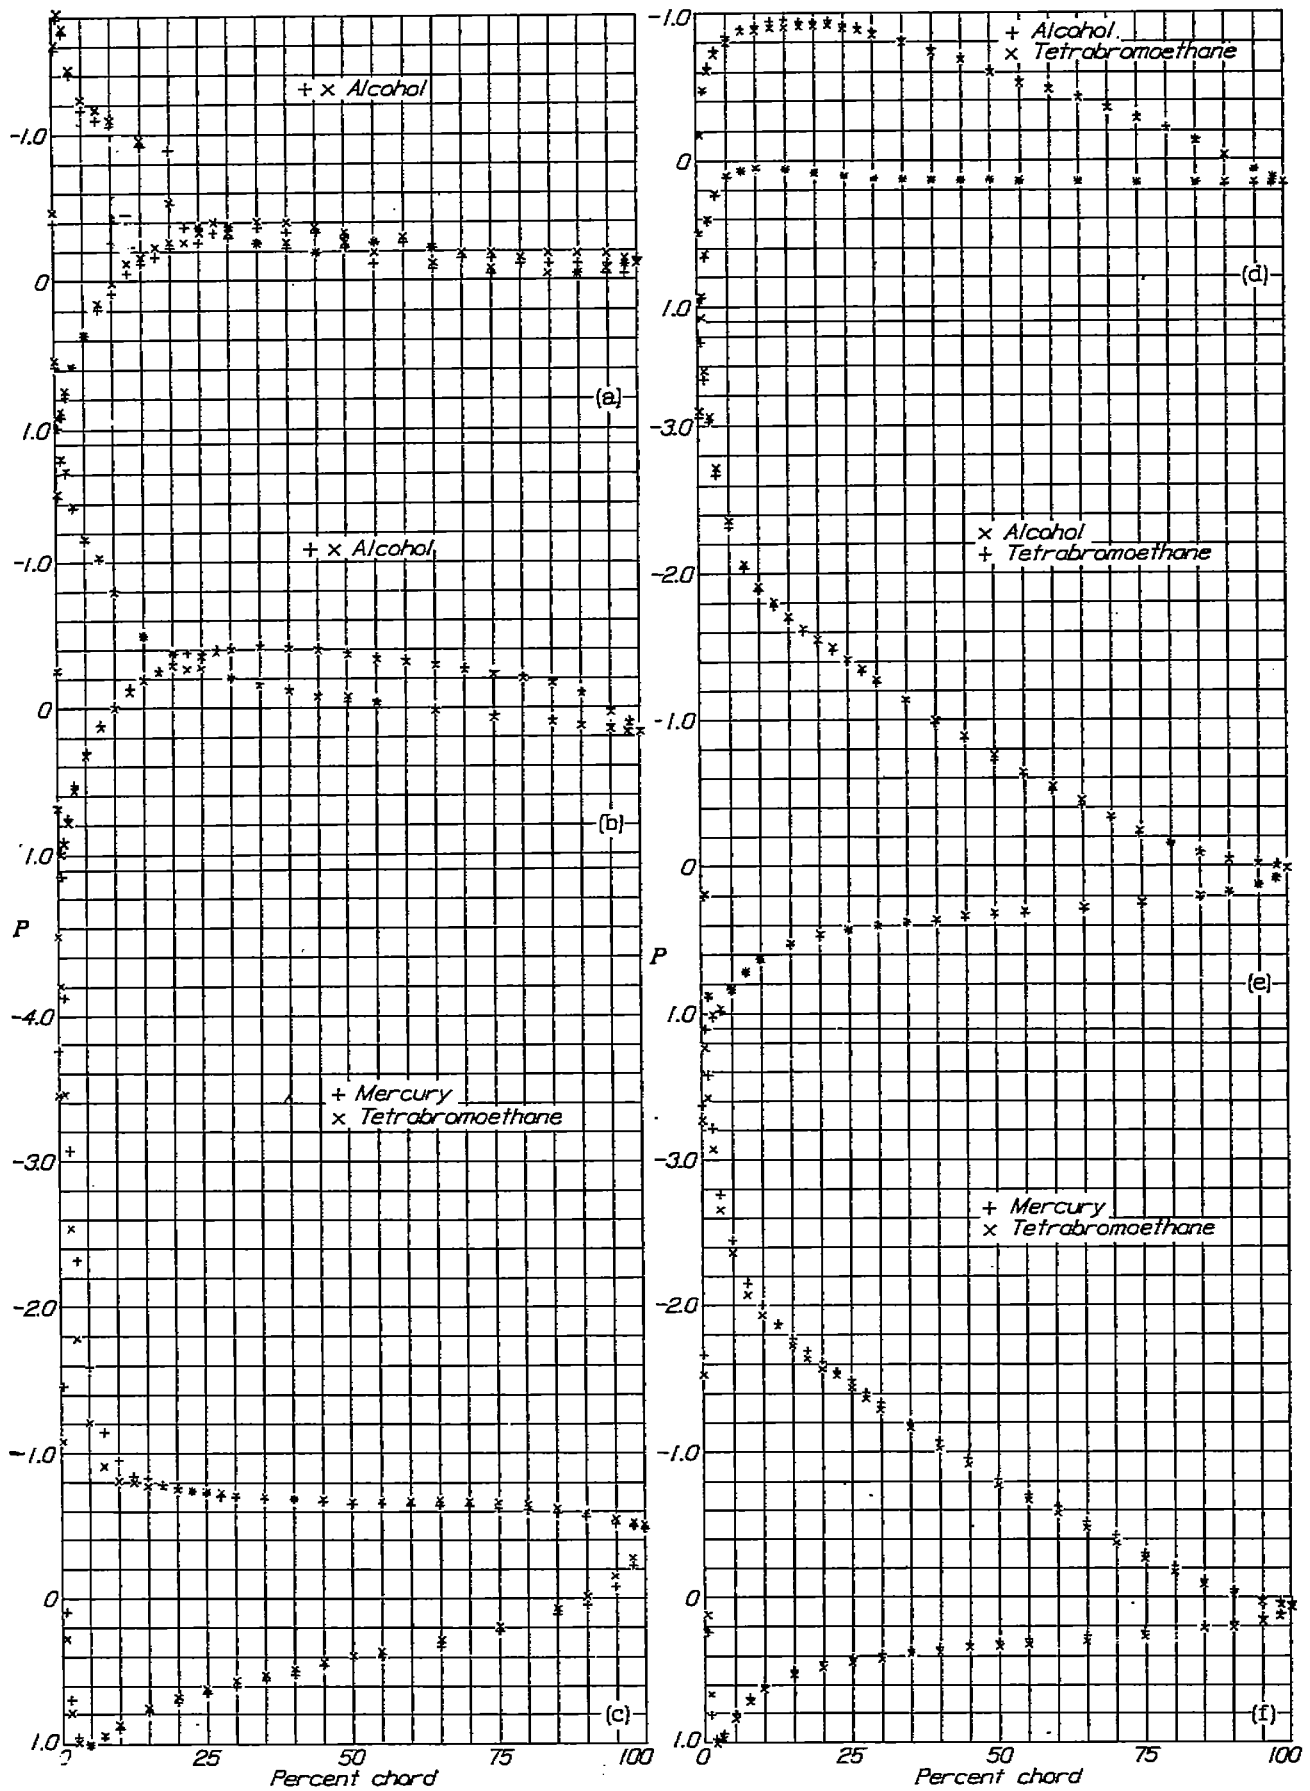 + × Alcohol
-1.0
0
1.0
(a)
+ × Alcohol
-1.0
0
1.0
(b)
P
-4.0
+ Mercury
× Tetrabromoethane
-3.0
-2.0
-1.0
0
1.0
(c)
25
50
75
100
Percent chord
-1.0
+ Alcohol
× Tetrabromoethane
0
1.0
(d)
-3.0
× Alcohol
+ Tetrabromoethane
-2.0
-1.0
0
P
1.0
(e)
-3.0
+ Mercury
× Tetrabromoethane
-2.0
-1.0
0
1.0
(f)
0
25
50
75
100
Percent chord